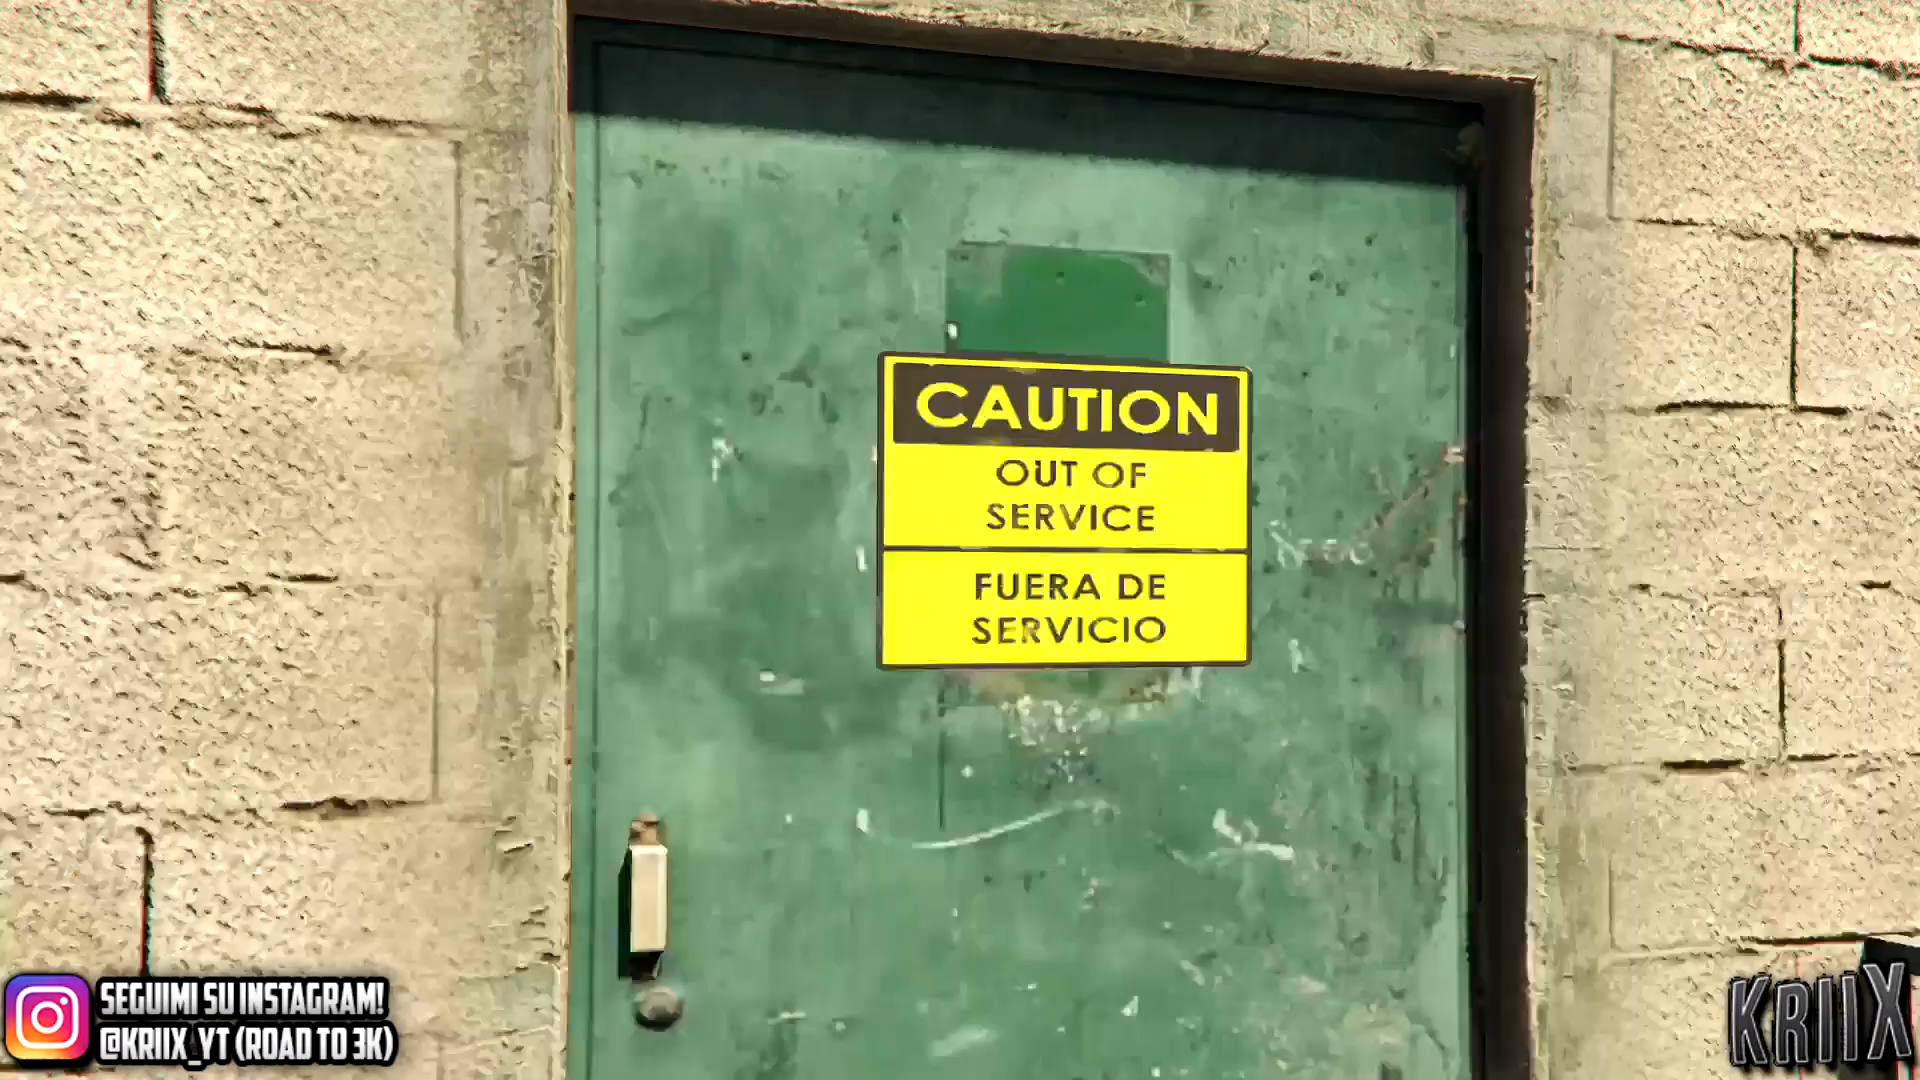 CAUTION
OUT OF
SERVICE
FUERA DE
SERVICIO
SEGUIMI SU INSTAGRAM!
@KRIIX_YT (ROAD TO 3K)
KRIIX